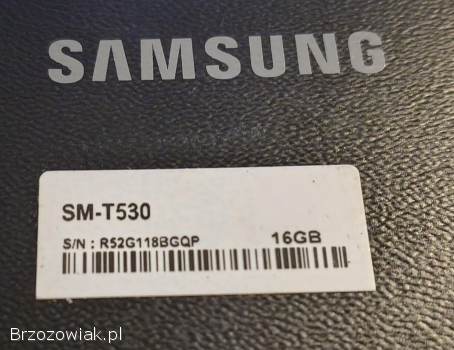 SAMSUNG
SM-T530
S/N : R52G118BGQP 16GB
Brzozowiak.pl